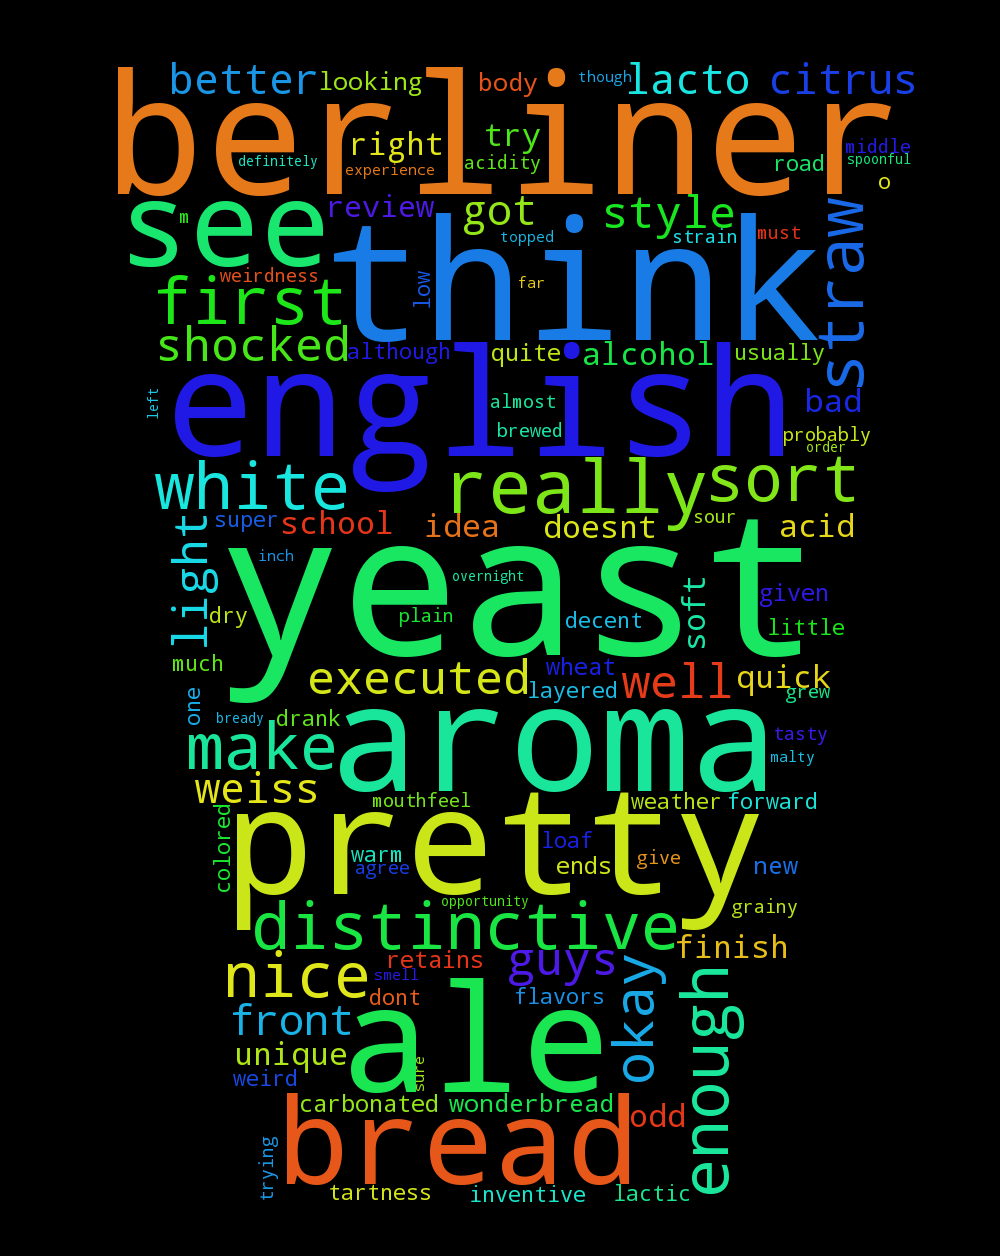 better looking body though lacto citrus
berliner
right try middle
definitely experience acidity road spoonful
o
see m review got style straw
think
topped strain must
weirdness low far
first
shocked although quite alcohol usually
english
left almost bad
brewed probably
order
white really sort
super school idea doesnt sour acid
light
yeast
inch overnight
dry plain decent soft given
little
much executed wheat well quick
layered grew
one bready drank aroma tasty
make malty
weiss mouthfeel weather forward
pretty
colored warm loaf
agree ends give new
opportunity grainy
distinctive
nice retains guys finish
smell
dont flavors okay enough
front ale
unique
weird sure
carbonated wonderbread
bread odd
trying tartness inventive lactic